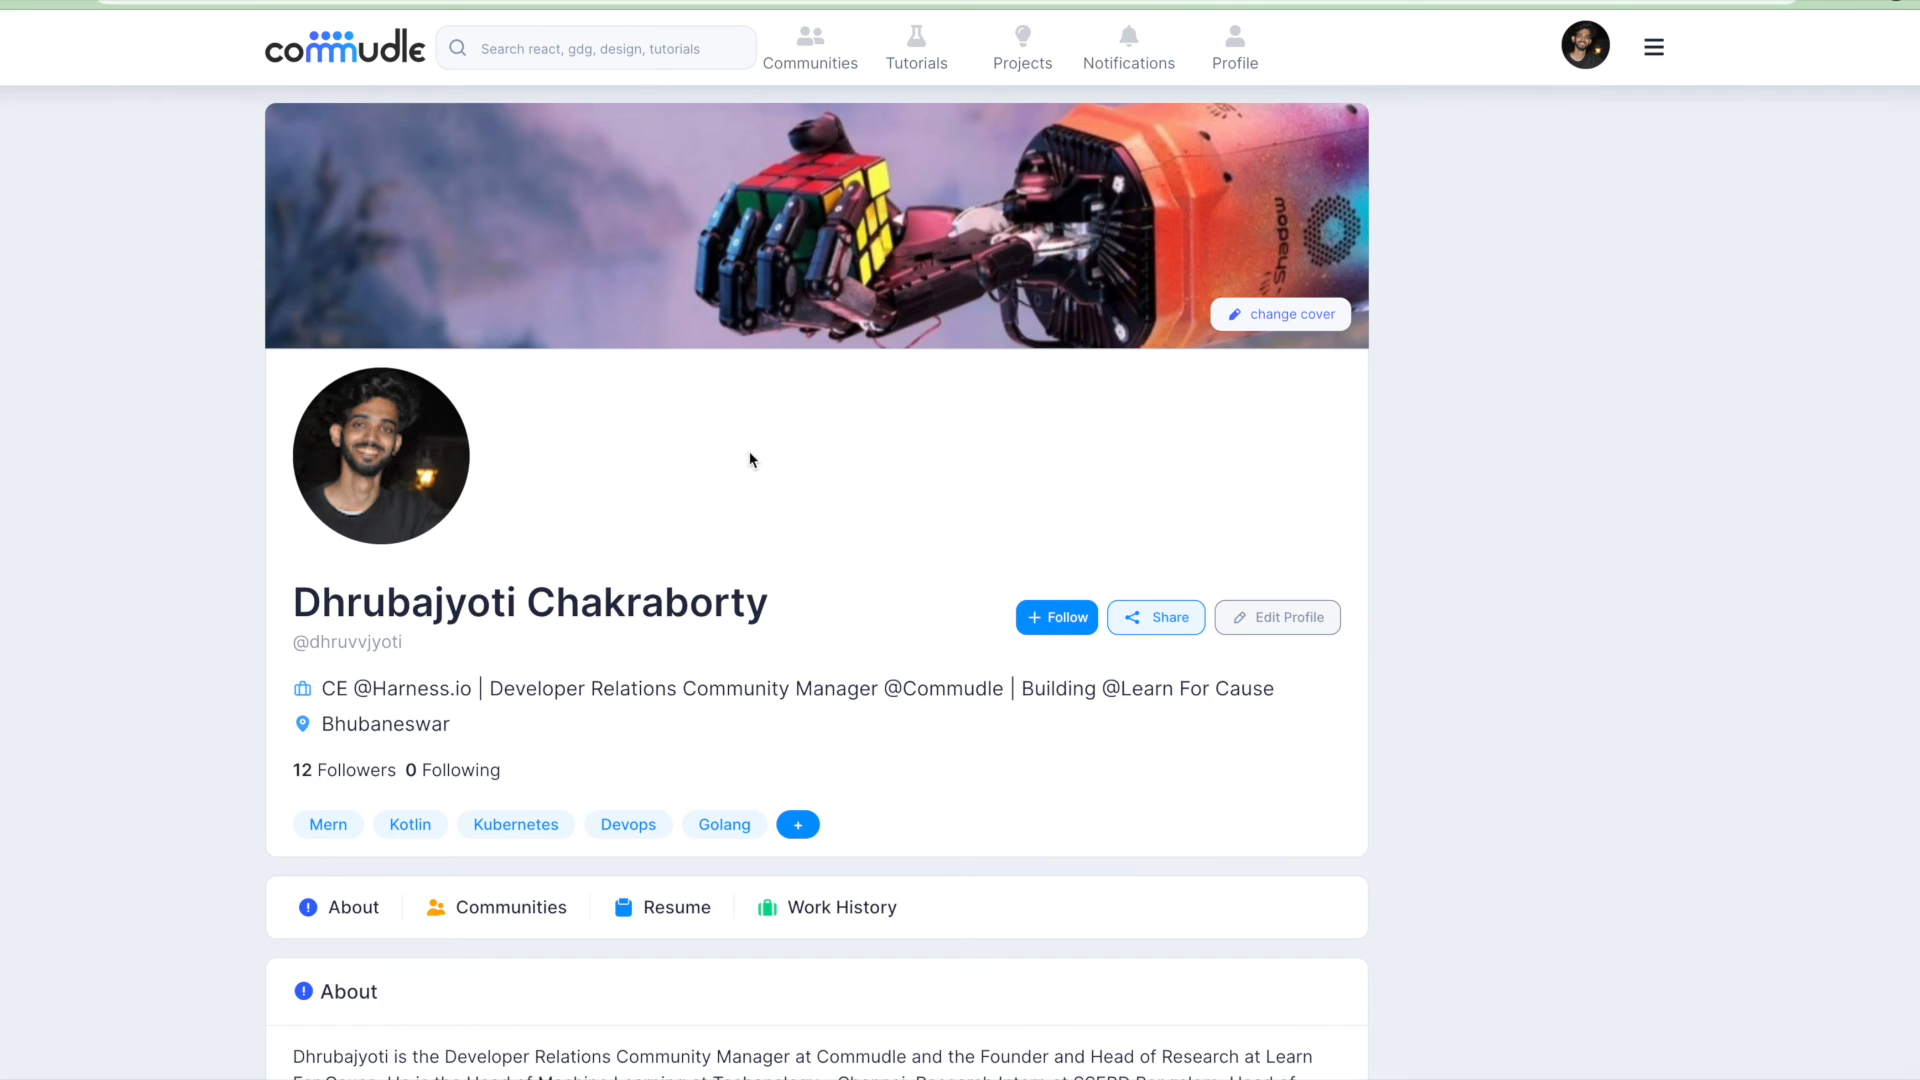 commudle
Search react, gdg, design, tutorials
Communities
Tutorials
Projects
Notifications
Profile
Shadow
change cover
Dhrubajyoti Chakraborty
@dhruvvjyoti
+ Follow
Share
Edit Profile
CE @Harness.io | Developer Relations Community Manager @Commudle | Building @Learn For Cause
Bhubaneswar
12 Followers 0 Following
Mern
Kotlin
Kubernetes
Devops
Golang
+
About
Communities
Resume
Work History
About
Dhrubajyoti is the Developer Relations Community Manager at Commudle and the Founder and Head of Research at Learn